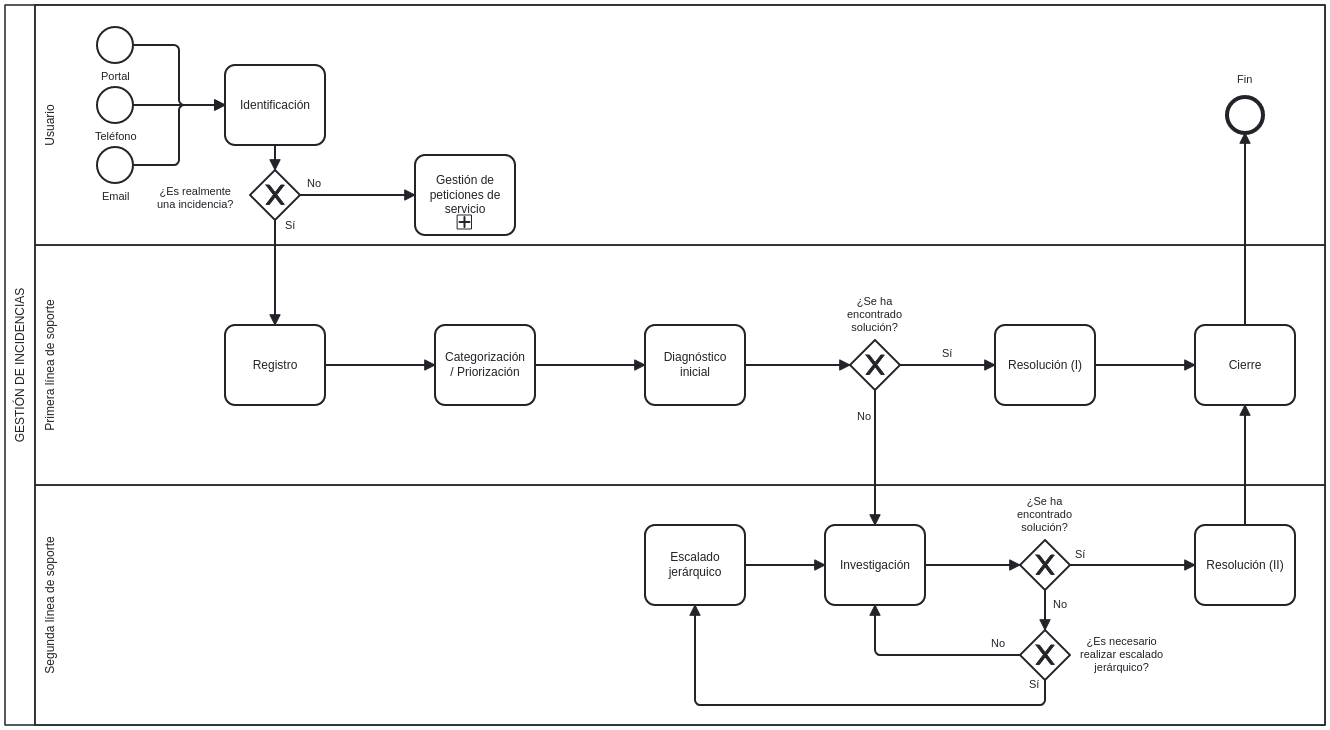 GESTIÓN DE INCIDENCIAS
Usuario
Portal
Teléfono
Email
Identificación
¿Es realmente
una incidencia?
No
Sí
Gestión de
peticiones de
servicio
Fin
Primera línea de soporte
Registro
Categorización
/ Priorización
Diagnóstico
inicial
¿Se ha
encontrado
solución?
Sí
No
Resolución (I)
Cierre
Segunda línea de soporte
Escalado
jerárquico
Investigación
¿Se ha
encontrado
solución?
Sí
No
Resolución (II)
No
Sí
¿Es necesario
realizar escalado
jerárquico?